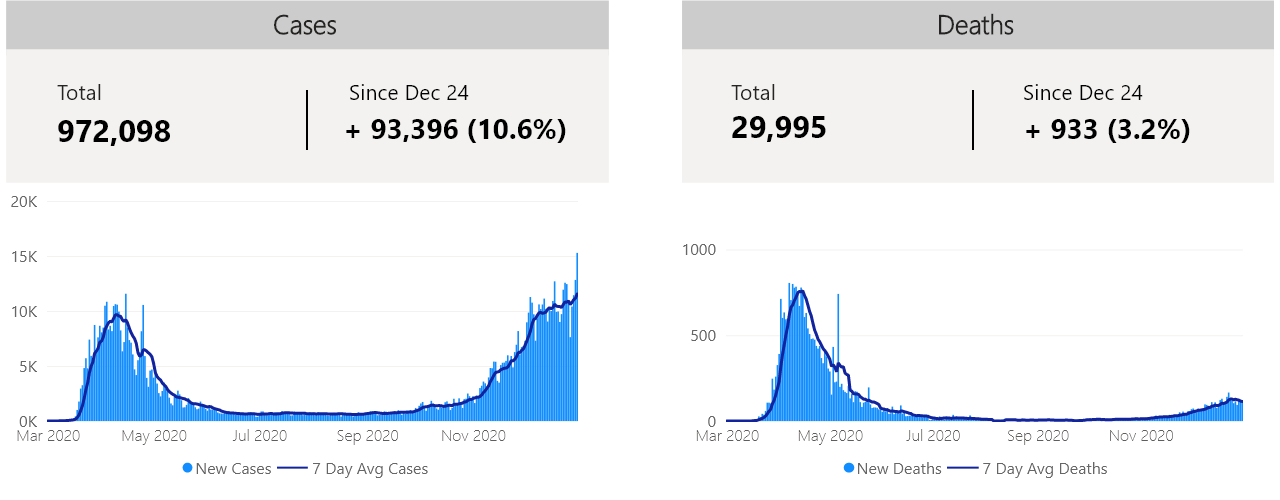 Cases
Total
972,098
Since Dec 24
+ 93,396 (10.6%)
20K
15K
10K
5K
0K
Mar 2020 May 2020 Jul 2020 Sep 2020 Nov 2020
New Cases 7 Day Avg Cases
Deaths
Total
29,995
Since Dec 24
+ 933 (3.2%)
1000
500
0
Mar 2020 May 2020 Jul 2020 Sep 2020 Nov 2020
New Deaths 7 Day Avg Deaths